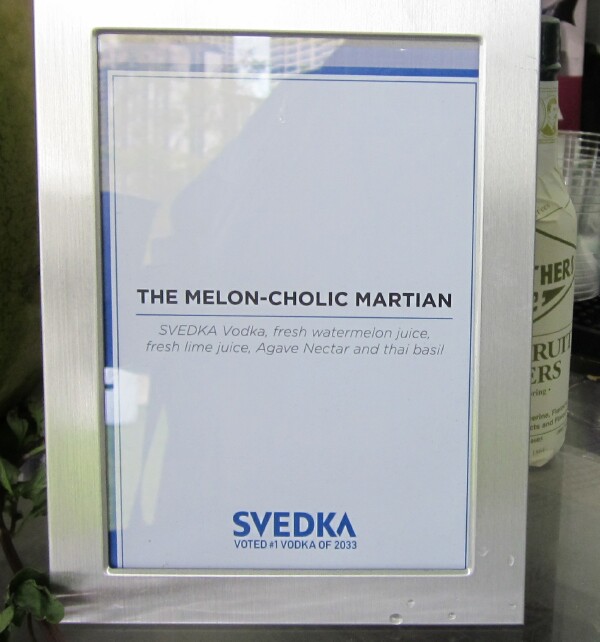 THE MELON-CHOLIC MARTIAN
SVEDKA Vodka, fresh watermelon juice,
fresh lime juice, Agave Nectar and thai basil
SVEDKA
VOTED #1 VODKA OF 2033